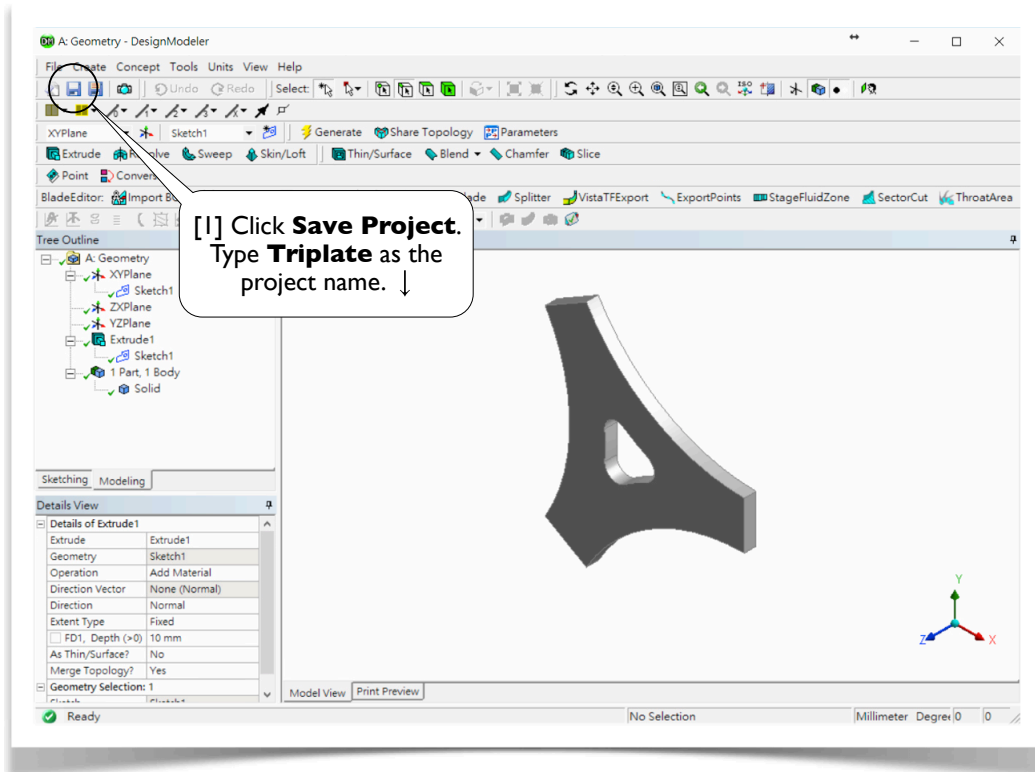 DM A: Geometry - DesignModeler
File Create Concept Tools Units View Help
Undo Redo Select: ISO
XYPlane Sketch1 Generate Share Topology Parameters
Extrude Sweep Skin/Loft Thin/Surface Blend Chamfer Slice
Point
BladeEditor: Splitter VistaTFExport ExportPoints StageFluidZone SectorCut ThroatArea
[1] Click Save Project.
Type Triplate as the
project name. ↓
Tree Outline
A: Geometry
XYPlane
Sketch1
ZXPlane
YZPlane
Extrude1
Sketch1
1 Part, 1 Body
Solid
Sketching Modeling
Details View
Details of Extrude1
Extrude Extrude1
Geometry Sketch1
Operation Add Material
Direction Vector None (Normal)
Direction Normal
Extent Type Fixed
FD1, Depth (>0) 10 mm
As Thin/Surface? No
Merge Topology? Yes
Geometry Selection: 1
Y
Z X
Model View Print Preview
Ready No Selection Millimeter Degree 0 0